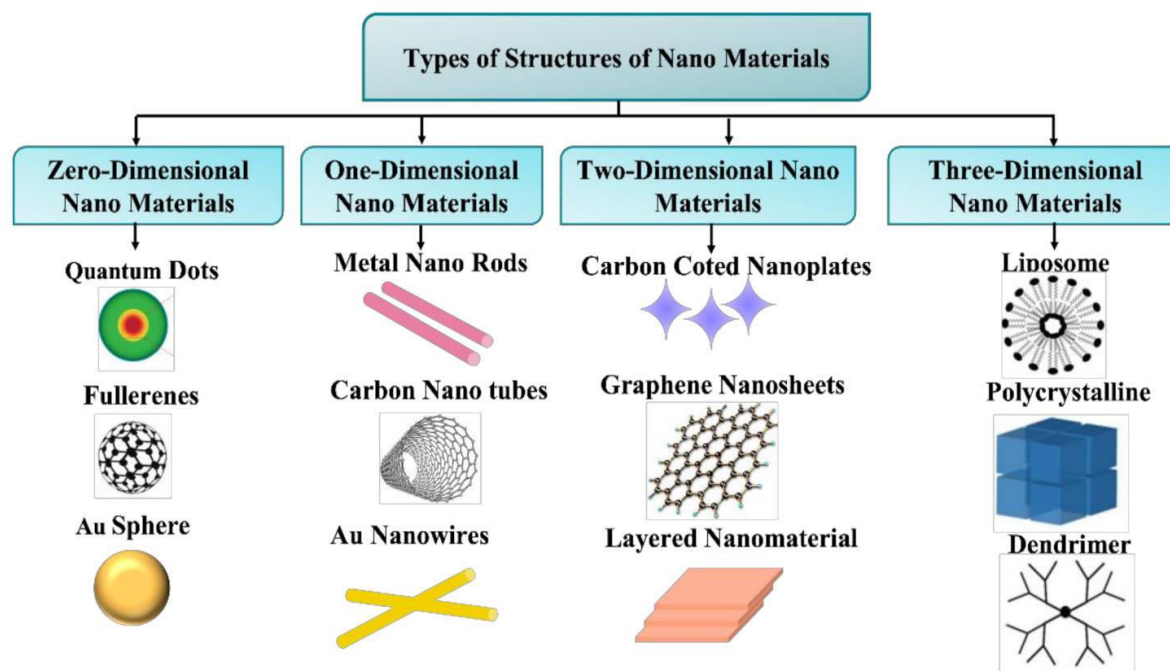 Types of Structures of Nano Materials
Zero-Dimensional
Nano Materials
One-Dimensional
Nano Materials
Two-Dimensional Nano
Materials
Three-Dimensional
Nano Materials
Quantum Dots
Metal Nano Rods
Carbon Coted Nanoplates
Liposome
Fullerenes
Carbon Nano tubes
Graphene Nanosheets
Polycrystalline
Au Sphere
Au Nanowires
Layered Nanomaterial
Dendrimer